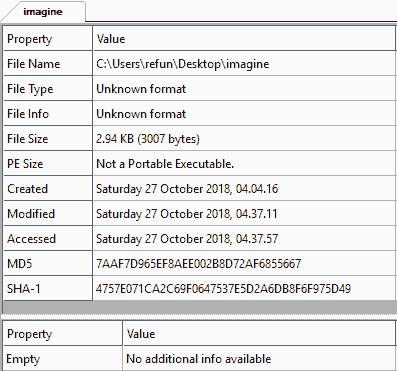 imagine
Property Value
File Name C:\Users\refun\Desktop\imagine
File Type Unknown format
File Info Unknown format
File Size 2.94 KB (3007 bytes)
PE Size Not a Portable Executable.
Created Saturday 27 October 2018, 04.04.16
Modified Saturday 27 October 2018, 04.37.11
Accessed Saturday 27 October 2018, 04.37.57
MD5 7AAF7D965EF8AEE002B8D72AF6855667
SHA-1 4757E071CA2C69F0647537E5D2A6DB8F6F975D49
Property Value
Empty No additional info available